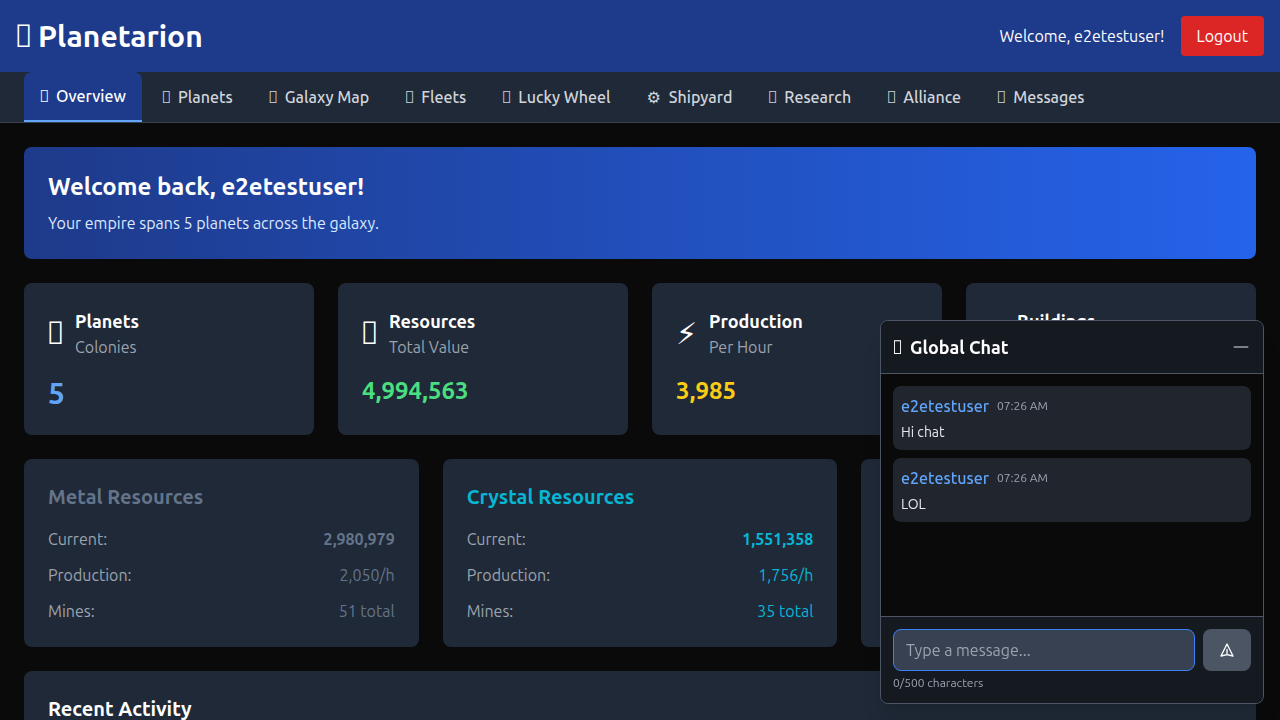 Planetarion
Welcome, e2etestuser!
Logout
Overview
Planets
Galaxy Map
Fleets
Lucky Wheel
Shipyard
Research
Alliance
Messages
Welcome back, e2etestuser!
Your empire spans 5 planets across the galaxy.
Planets
Colonies
5
Resources
Total Value
4,994,563
Production
Per Hour
3,985
Metal Resources
Current: 2,980,979
Production: 2,050/h
Mines: 51 total
Crystal Resources
Current: 1,551,358
Production: 1,756/h
Mines: 35 total
Recent Activity
Global Chat
e2etestuser 07:26 AM
Hi chat
e2etestuser 07:26 AM
LOL
Type a message...
0/500 characters